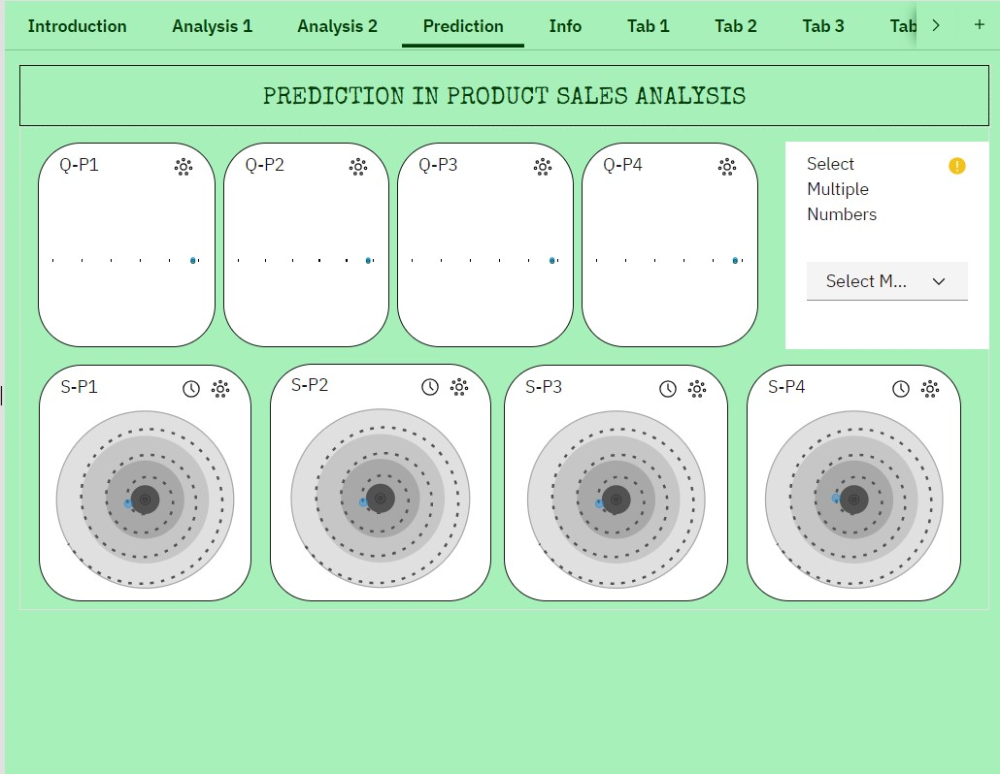 Introduction Analysis 1 Analysis 2 Prediction Info Tab 1 Tab 2 Tab 3 Tab
PREDICTION IN PRODUCT SALES ANALYSIS
Q-P1 Q-P2 Q-P3 Q-P4
Select
Multiple
Numbers
Select M...
S-P1 S-P2 S-P3 S-P4